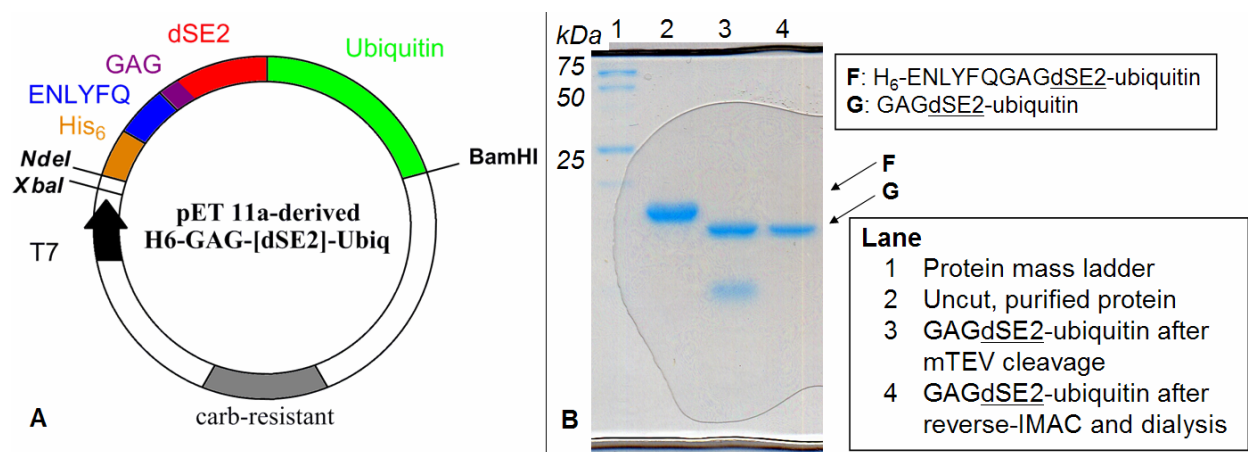 dSE2
Ubiquitin
GAG
ENLYFQ
His6
NdeI
XbaI
BamHI
pET 11a-derived
H6-GAG-[dSE2]-Ubiq
T7
carb-resistant
A
B
1 2 3 4
kDa
75
50
25
F: H6-ENLYFQGAGdSE2-ubiquitin
G: GAGdSE2-ubiquitin
F
G
Lane
1 Protein mass ladder
2 Uncut, purified protein
3 GAGdSE2-ubiquitin after
mTEV cleavage
4 GAGdSE2-ubiquitin after
reverse-IMAC and dialysis